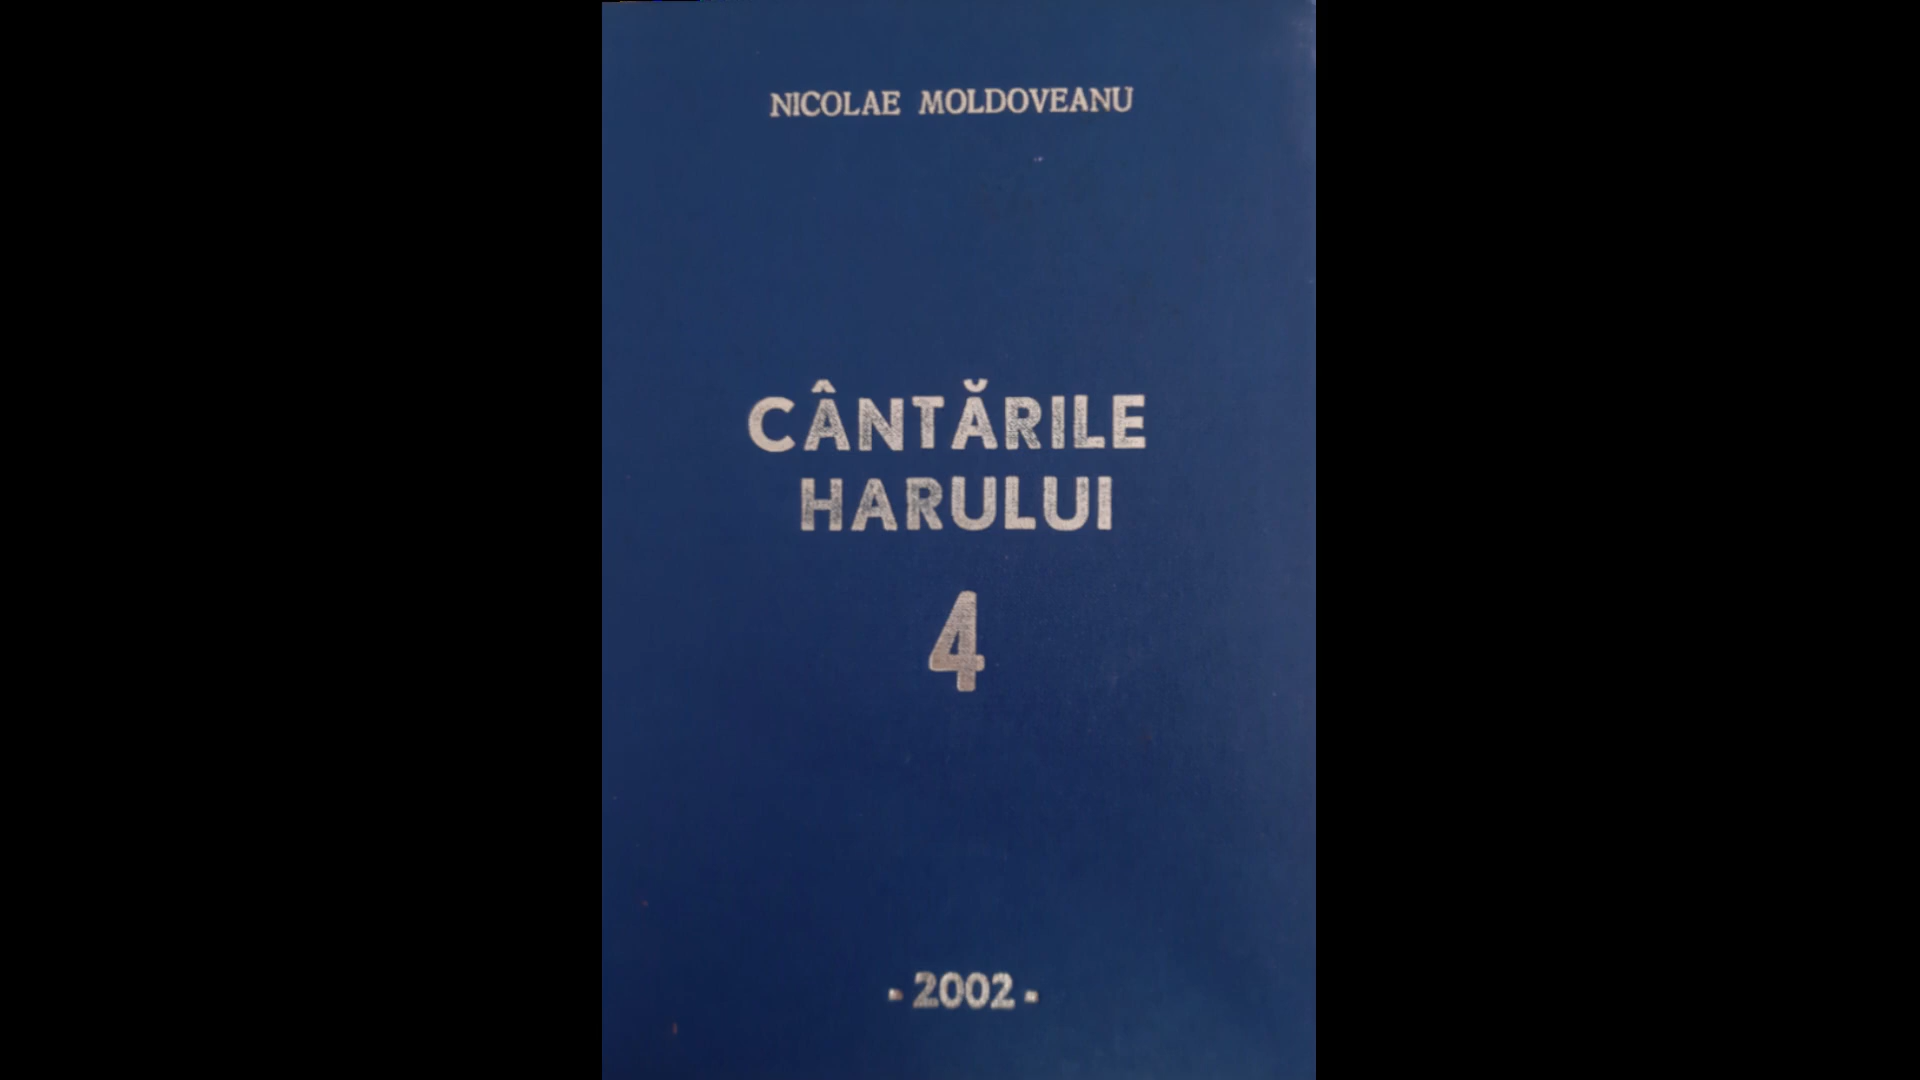 NICOLAE MOLDOVEANU
CÂNTĂRILE
HARULUI
4
- 2002 -